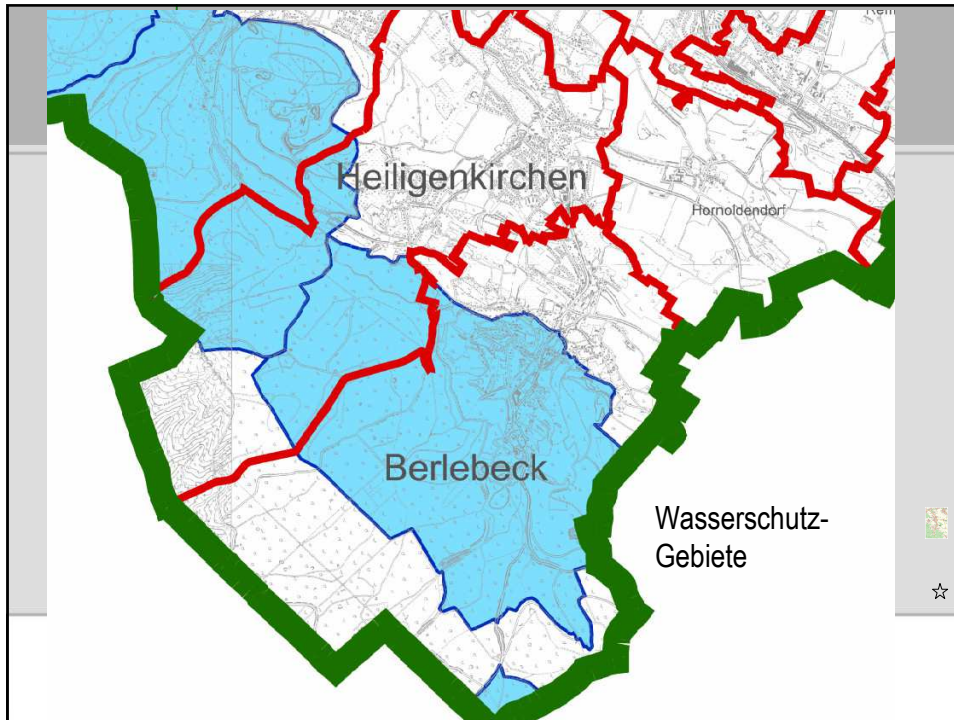 Heiligenkirchen
Hornoldendorf
Berlebeck
Wasserschutz-
Gebiete